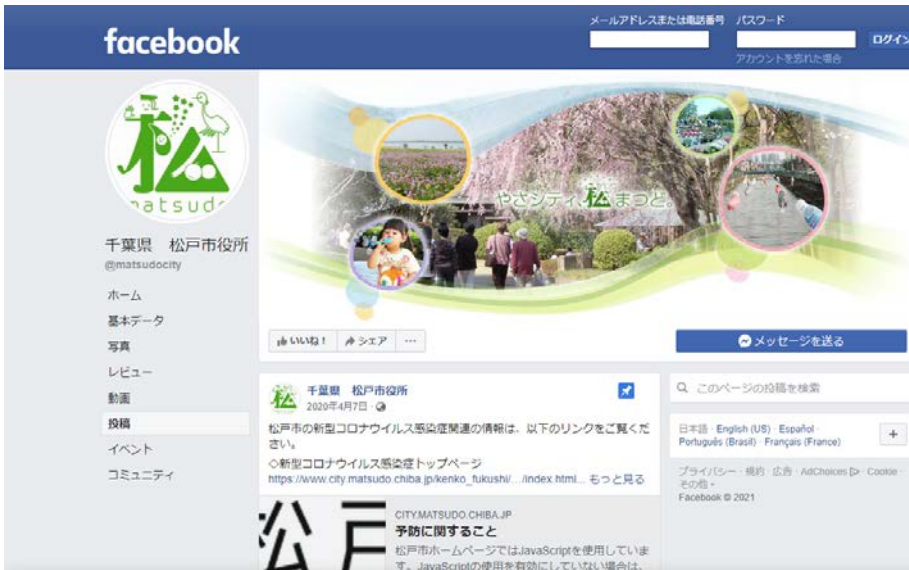 facebook
メールアドレスまたは電話番号 パスワード
ログイン
アカウントを忘れた場合
松
matsudo
千葉県 松戸市役所
@matsudocity
ホーム
基本データ
写真
レビュー
動画
投稿
イベント
コミュニティ
やさシティ、松まつど。
いいね! シェア …
メッセージを送る
千葉県 松戸市役所
2020年4月7日
松戸市の新型コロナウイルス感染症関連の情報は、以下のリンクをご覧くだ
さい。
◇新型コロナウイルス感染症トップページ
https://www.city.matsudo.chiba.jp/kenko_fukushi/…/index.html... もっと見る
松戸
CITY.MATSUDO.CHIBA.JP
予防に関すること
松戸市ホームページではJavaScriptを使用していま
す。JavaScriptの使用を有効にしていない場合は、
このページの投稿を検索
日本語 · English (US) · Español ·
Português (Brasil) · Français (France)
+
プライバシー · 規約 · 広告 · AdChoices · Cookie ·
その他
Facebook © 2021